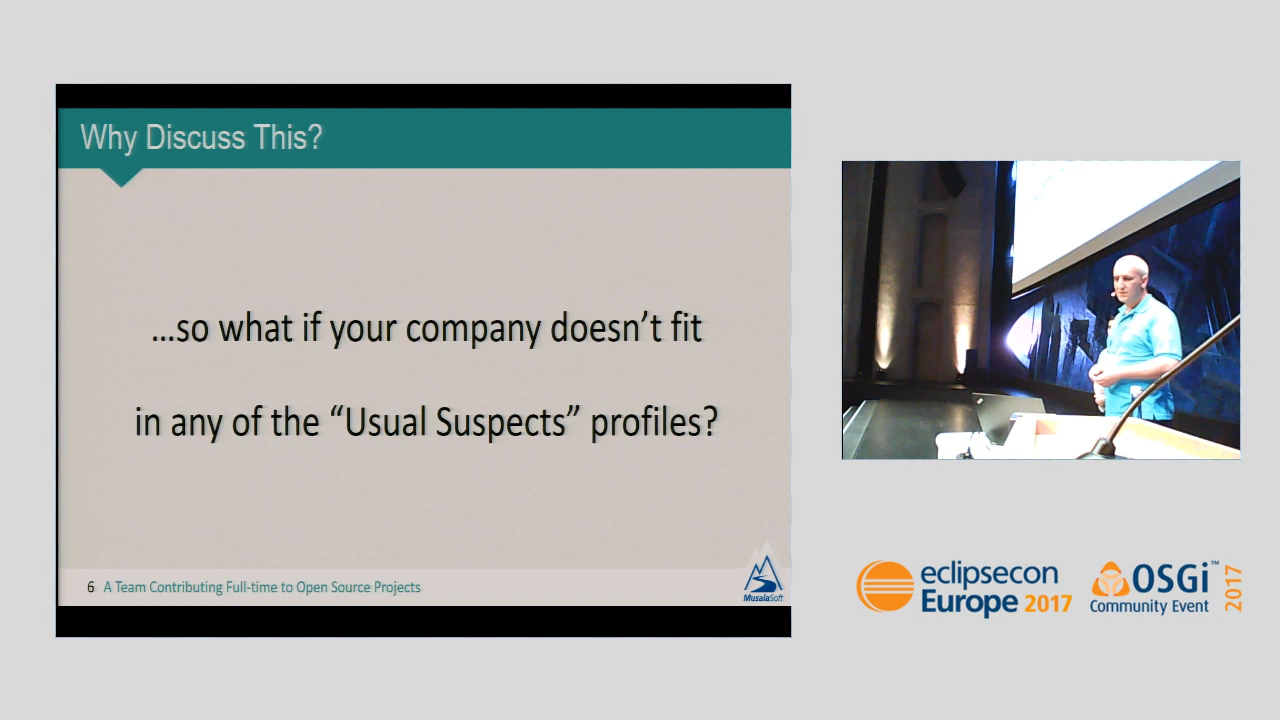 Why Discuss This?
...so what if your company doesn't fit
in any of the “Usual Suspects” profiles?
6 A Team Contributing Full-time to Open Source Projects
MusalaSoft
eclipsecon
Europe 2017
OSGi™
Community Event
2017